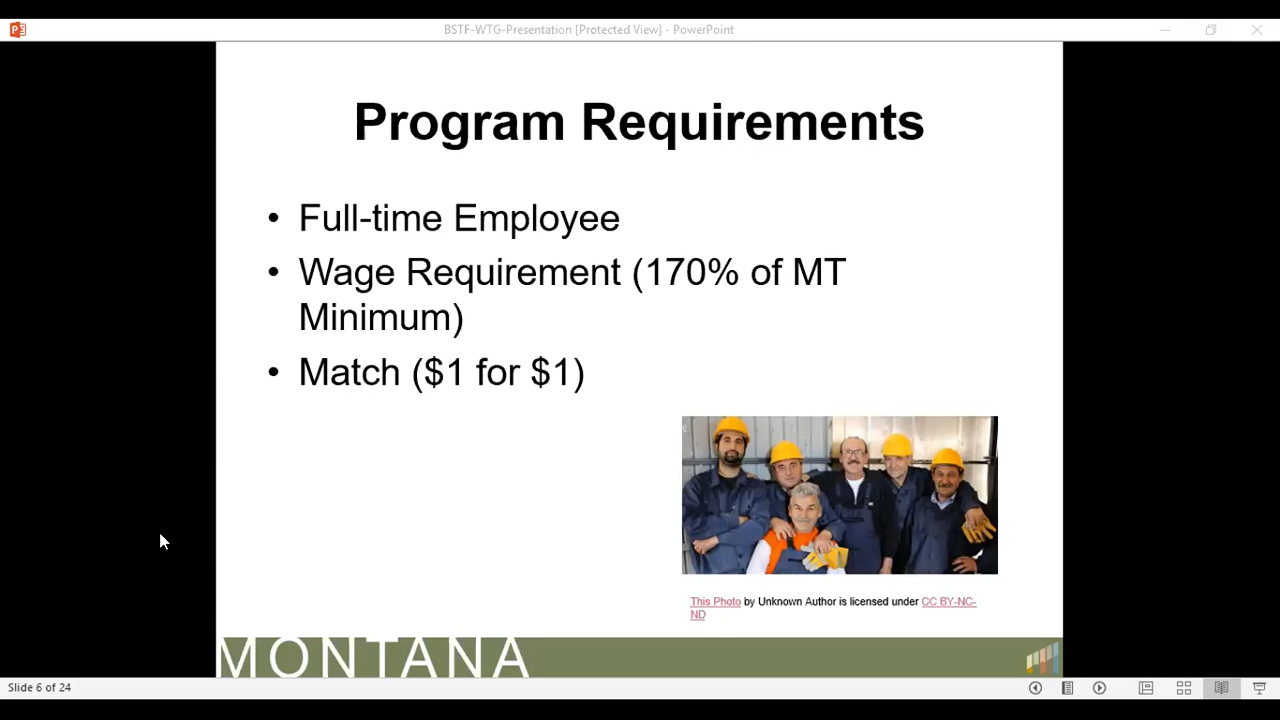 BSTF-WTG-Presentation [Protected View] - PowerPoint
Program Requirements
• Full-time Employee
• Wage Requirement (170% of MT
Minimum)
• Match ($1 for $1)
This Photo by Unknown Author is licensed under CC BY-NC-
ND
MONTANA
Slide 6 of 24